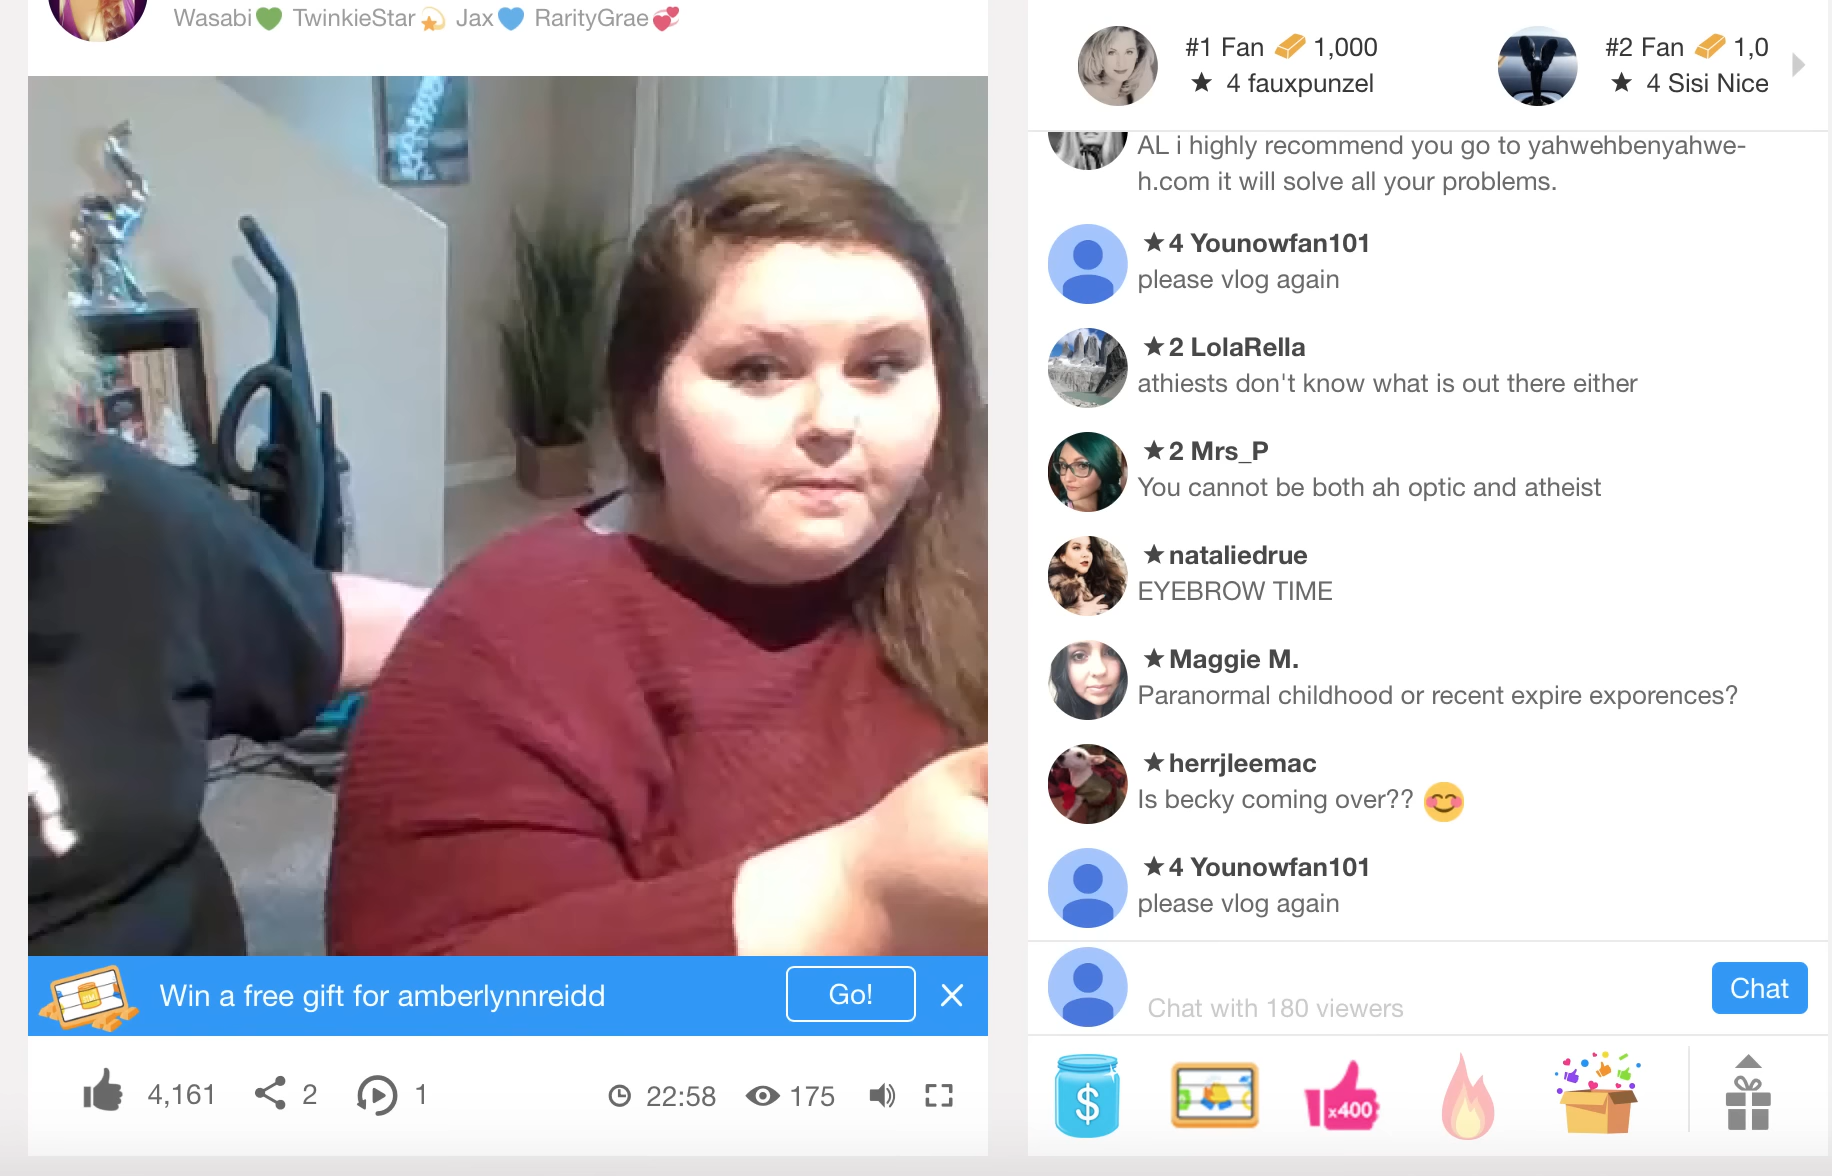 Wasabi💚 TwinkieStar💫 Jax💙 RarityGrae💞
#1 Fan 1,000
★ 4 fauxpunzel
#2 Fan 1,0
★ 4 Sisi Nice
AL i highly recommend you go to yahwehbenyahwe-
h.com it will solve all your problems.
★4 Younowfan101
please vlog again
★2 LolaRella
athiests don't know what is out there either
★2 Mrs_P
You cannot be both ah optic and atheist
★nataliedrue
EYEBROW TIME
★Maggie M.
Paranormal childhood or recent expire exporences?
★herrjleemac
Is becky coming over?? 😊
★4 Younowfan101
please vlog again
Chat with 180 viewers
Chat
Win a free gift for amberlynnreidd
Go!
4,161 2 1 22:58 175
$
x400